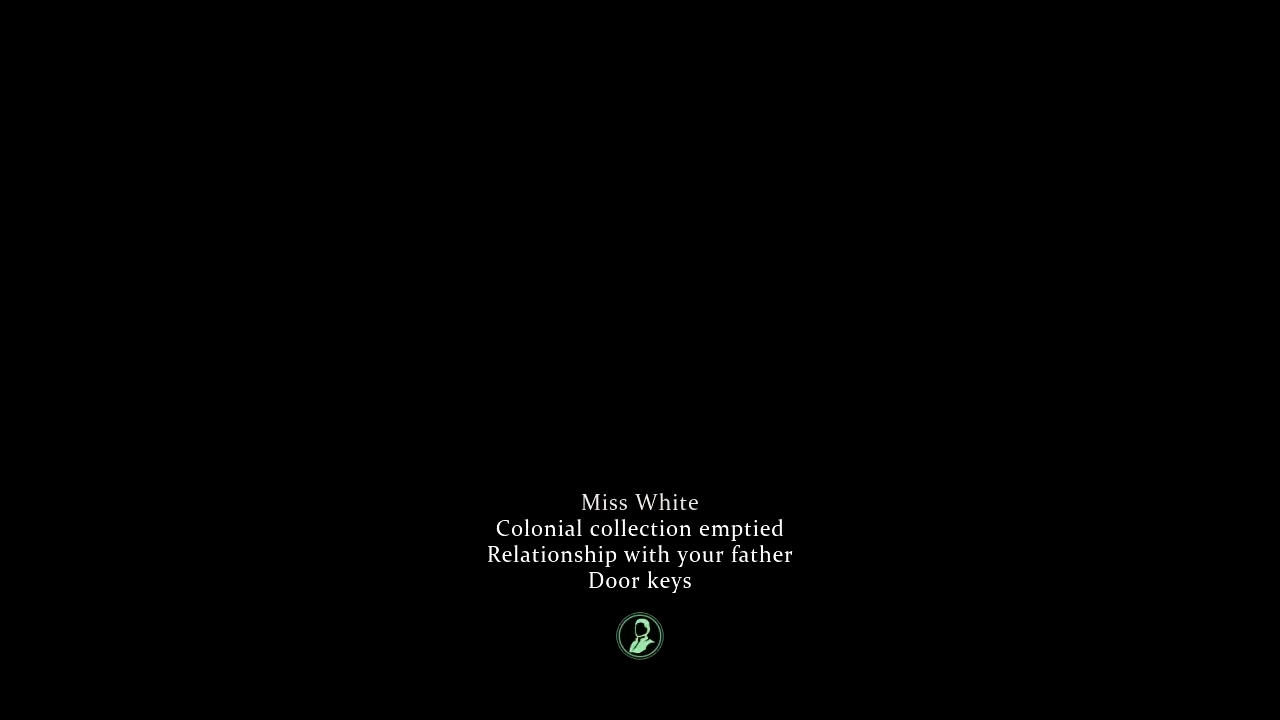 Miss White
Colonial collection emptied
Relationship with your father
Door keys